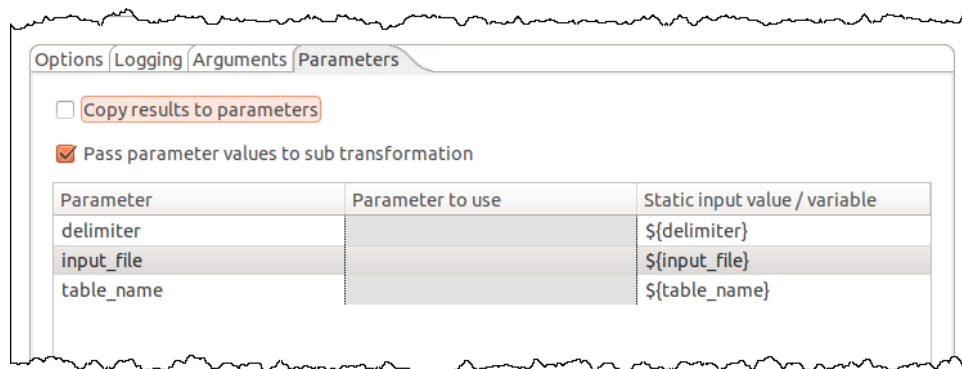 Options Logging Arguments Parameters
Copy results to parameters
Pass parameter values to sub transformation
Parameter Parameter to use Static input value / variable
delimiter ${delimiter}
input_file ${input_file}
table_name ${table_name}